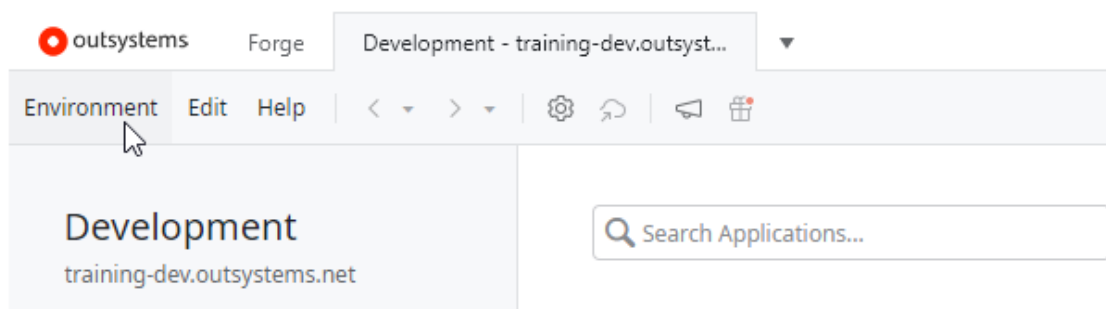 outsystems Forge Development - training-dev.outsyst...
Environment Edit Help
Development
training-dev.outsystems.net
Search Applications...